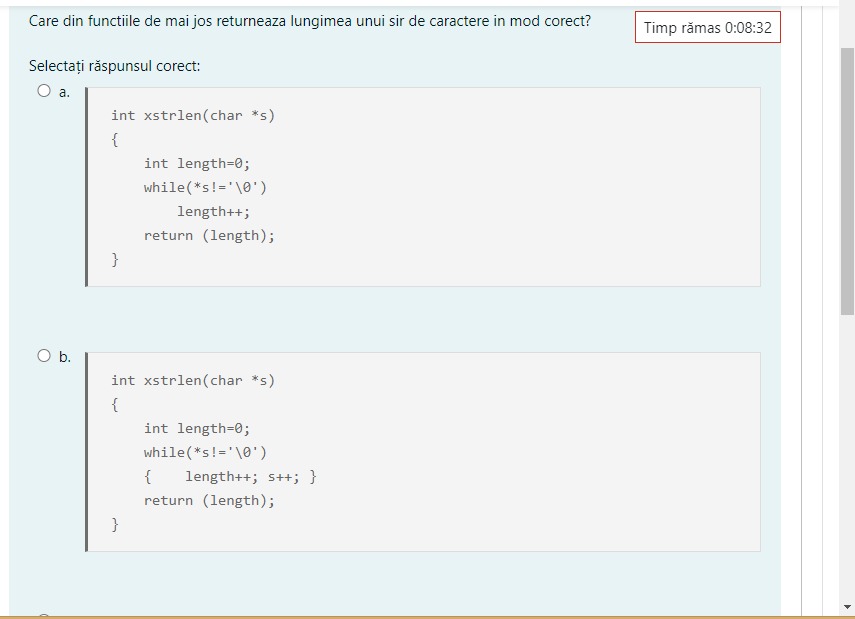 Care din functiile de mai jos returneaza lungimea unui sir de caractere in mod corect?
Timp rămas 0:08:32
Selectați răspunsul corect:
a.
int xstrlen(char *s)
{
    int length=0;
    while(*s!='\0')
        length++;
    return (length);
}
b.
int xstrlen(char *s)
{
    int length=0;
    while(*s!='\0')
    {    length++; s++; }
    return (length);
}